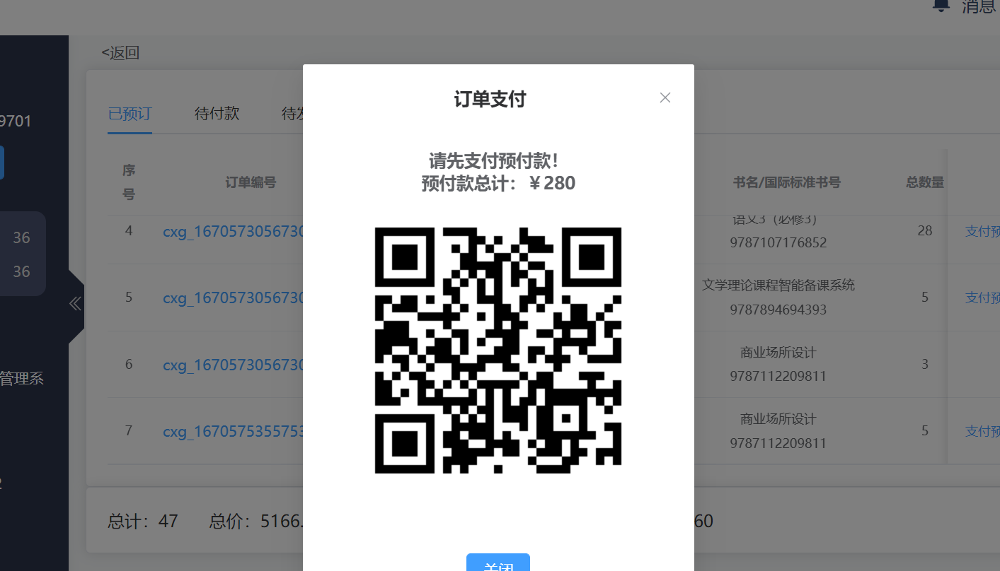 消息
<返回
9701
36
36
管理系
已预订
待付款
待发
序号
订单编号
书名/国际标准书号
总数量
4
cxg_1670573056730
语文3（必修3）
9787107176852
28
支付预
5
cxg_1670573056730
文学理论课程智能备课系统
9787894694393
5
支付预
6
cxg_1670573056730
商业场所设计
9787112209811
3
7
cxg_1670575355753
商业场所设计
9787112209811
5
支付预
总计：47
总价：5166.
60
订单支付
请先支付预付款！
预付款总计：￥280
关闭